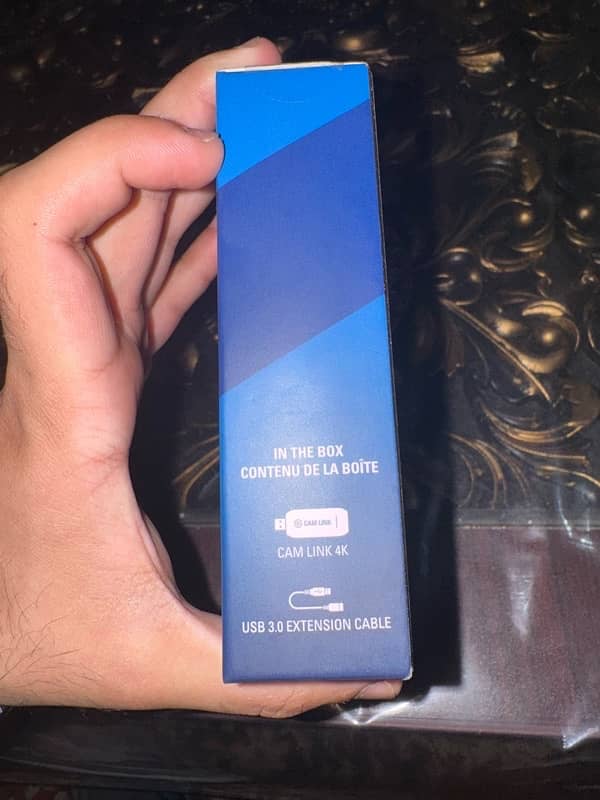 IN THE BOX
CONTENU DE LA BOÎTE
CAM LINK
CAM LINK 4K
USB 3.0 EXTENSION CABLE